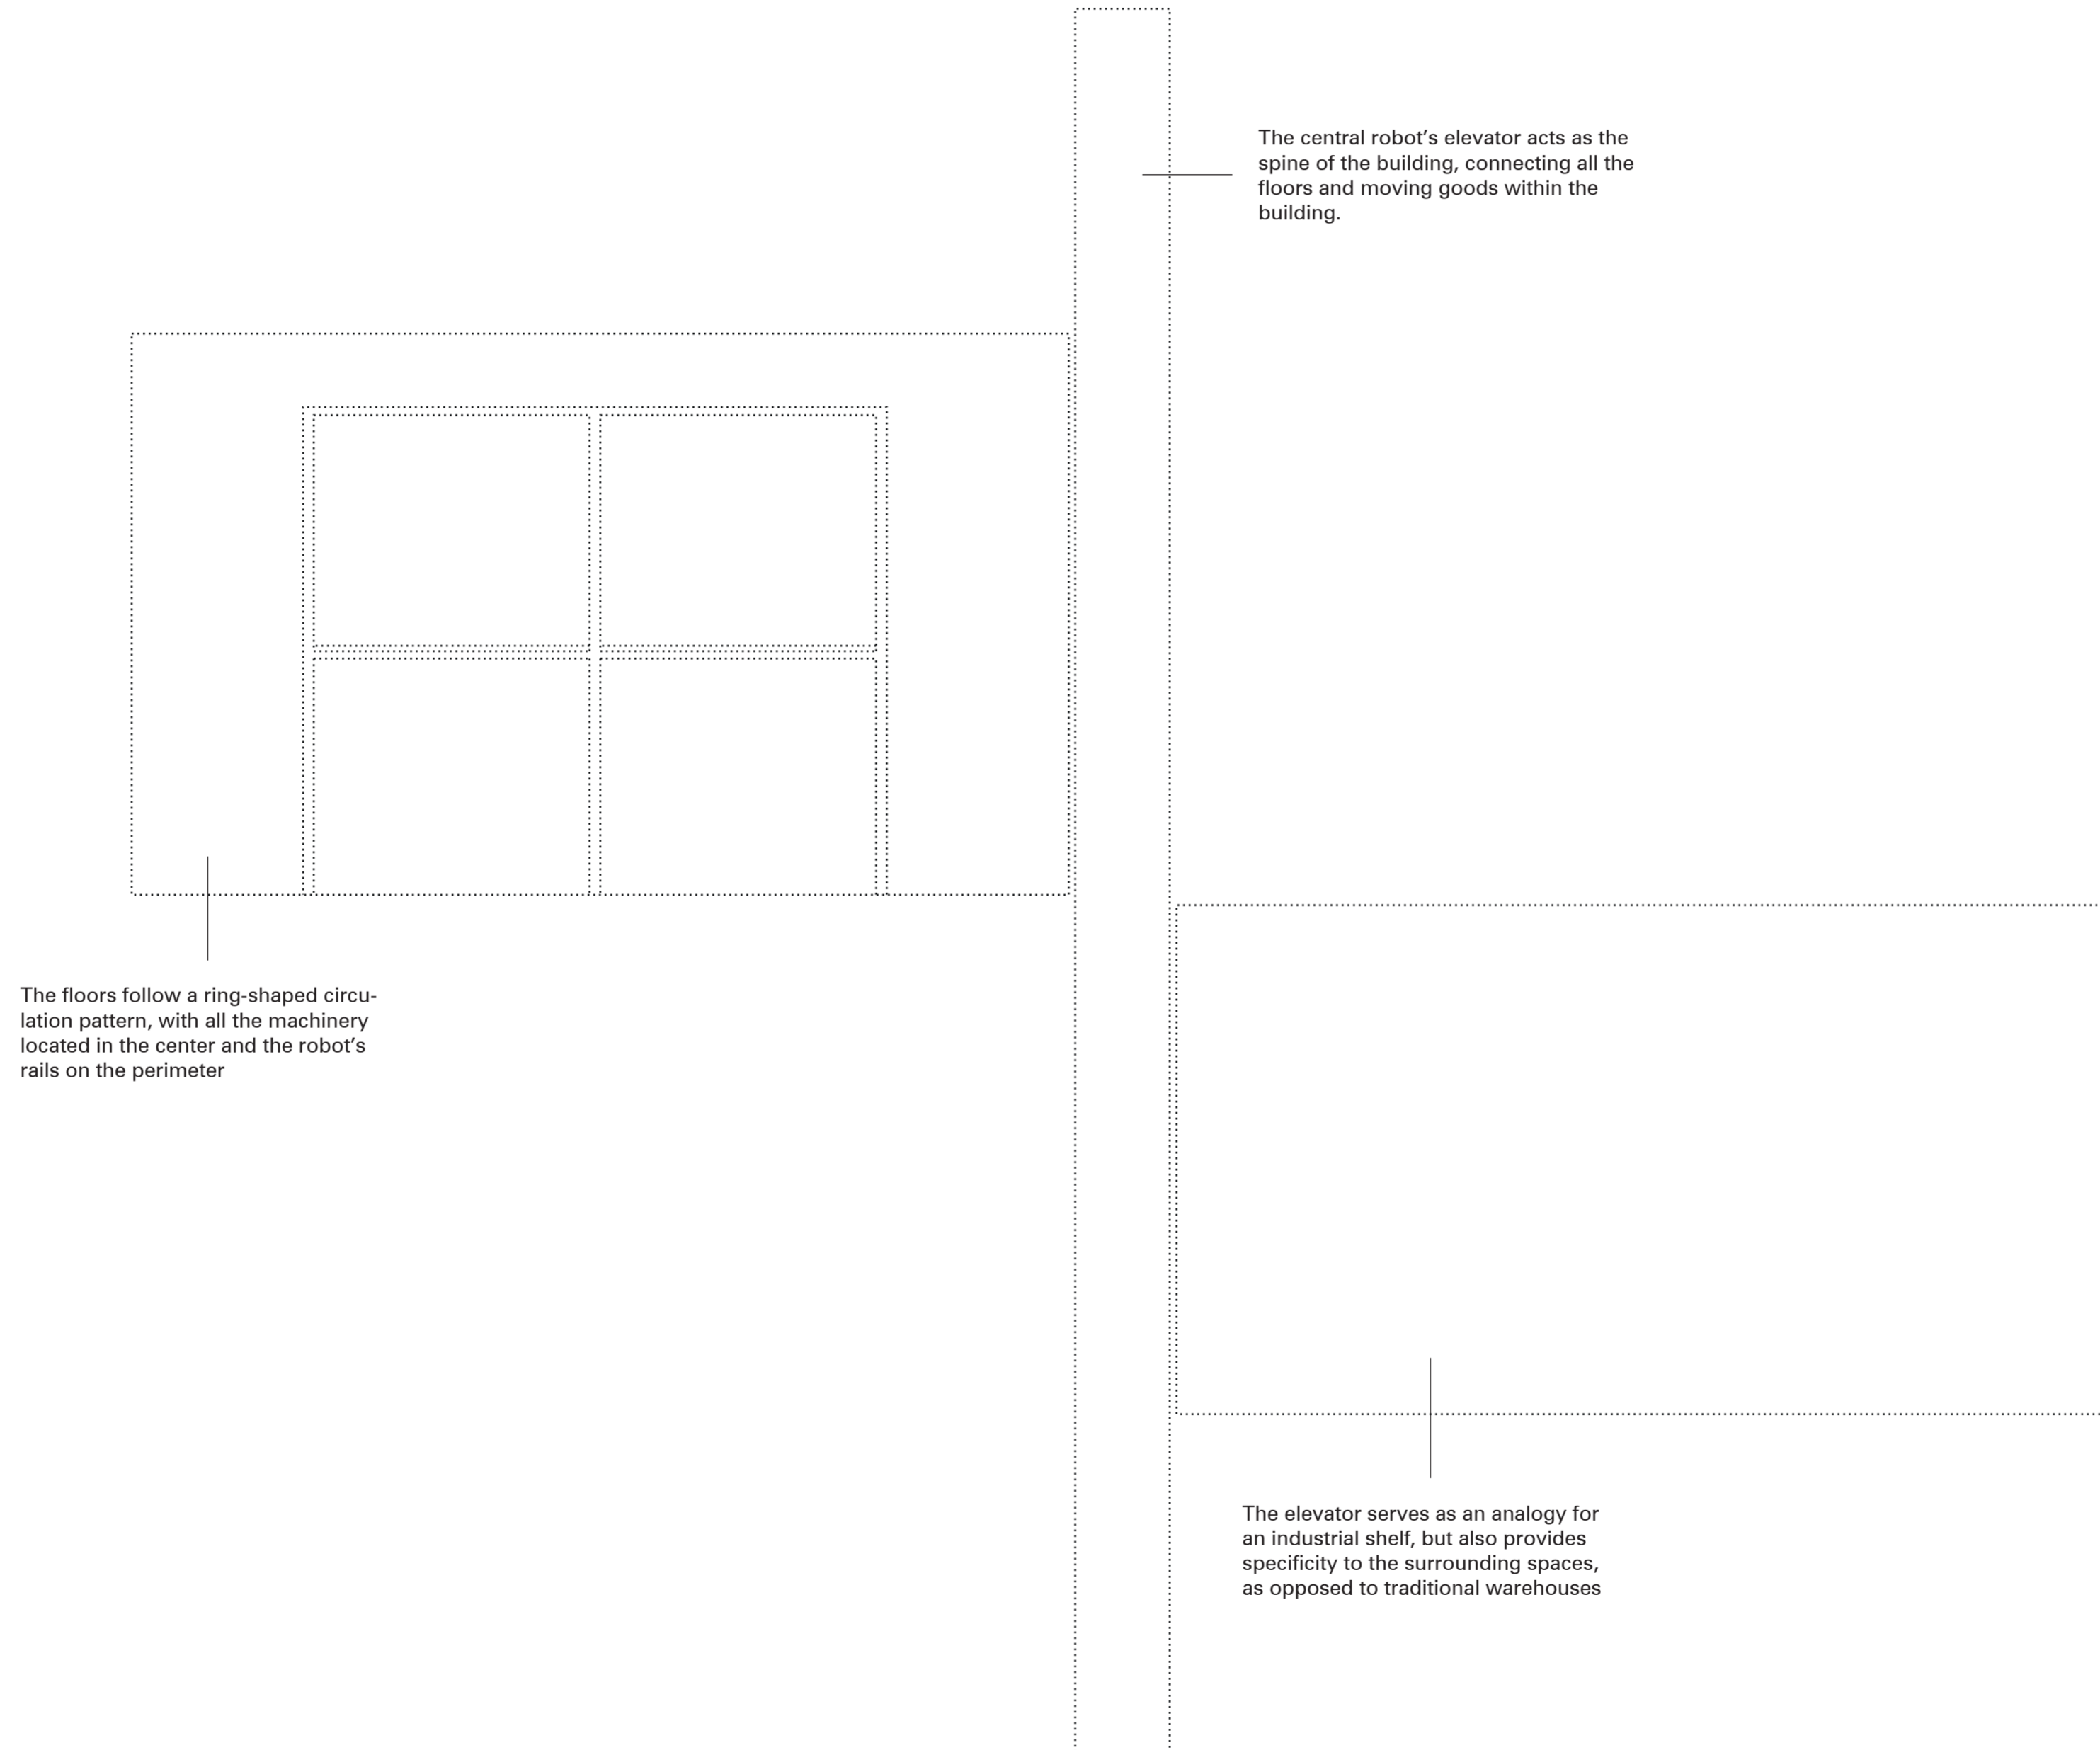 The central robot’s elevator acts as the
spine of the building, connecting all the
floors and moving goods within the
building.
The floors follow a ring-shaped circu-
lation pattern, with all the machinery
located in the center and the robot’s
rails on the perimeter
The elevator serves as an analogy for
an industrial shelf, but also provides
specificity to the surrounding spaces,
as opposed to traditional warehouses